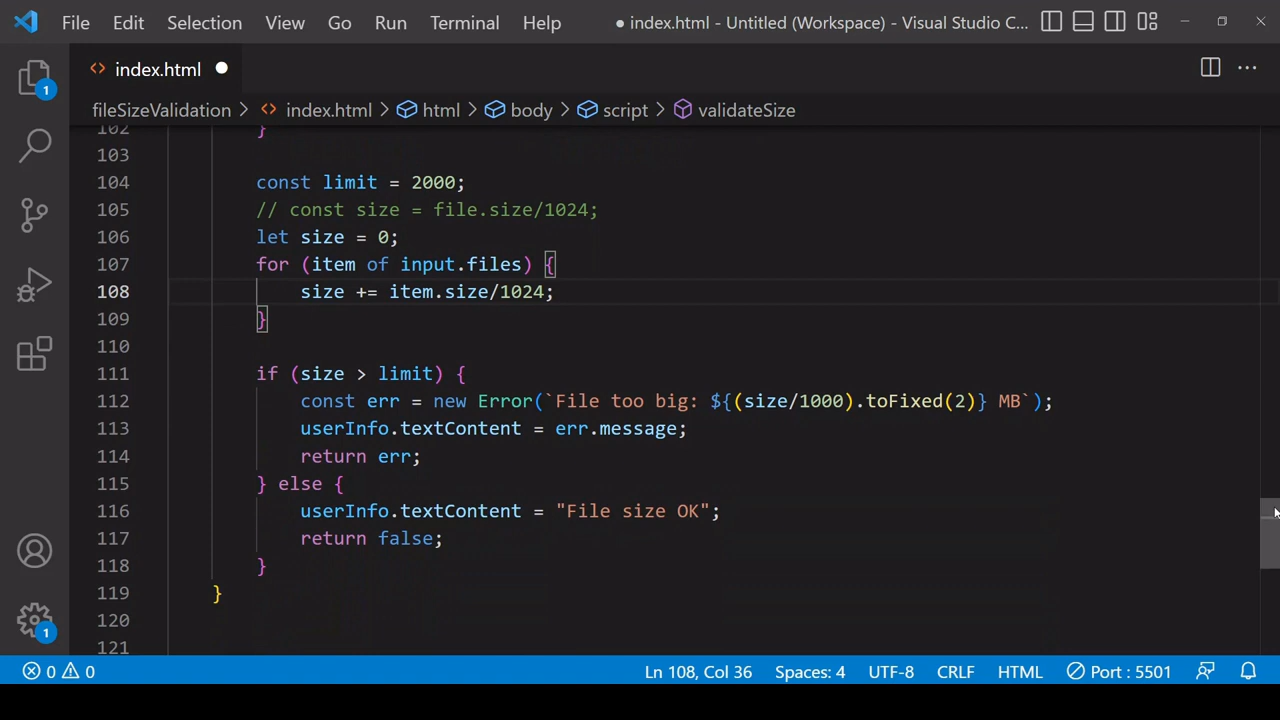 File Edit Selection View Go Run Terminal Help ● index.html - Untitled (Workspace) - Visual Studio C...
index.html
fileSizeValidation > index.html > html > body > script > validateSize
102 }
103
104 const limit = 2000;
105 // const size = file.size/1024;
106 let size = 0;
107 for (item of input.files) {
108 size += item.size/1024;
109 }
110
111 if (size > limit) {
112 const err = new Error(`File too big: ${(size/1000).toFixed(2)} MB`);
113 userInfo.textContent = err.message;
114 return err;
115 } else {
116 userInfo.textContent = "File size OK";
117 return false;
118 }
119 }
120
121
1
1
0 0 Ln 108, Col 36 Spaces: 4 UTF-8 CRLF HTML Port : 5501